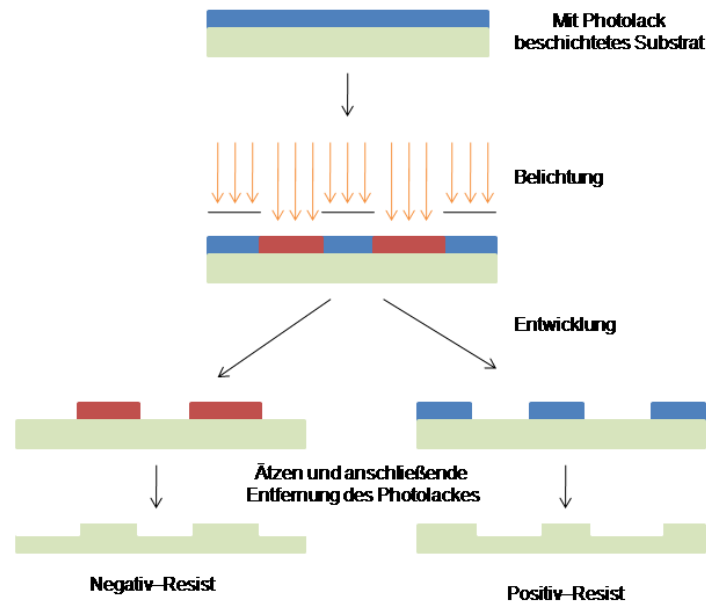 Mit Photolack
beschichtetes Substrat
Belichtung
Entwicklung
Ätzen und anschließende
Entfernung des Photolackes
Negativ–Resist
Positiv–Resist